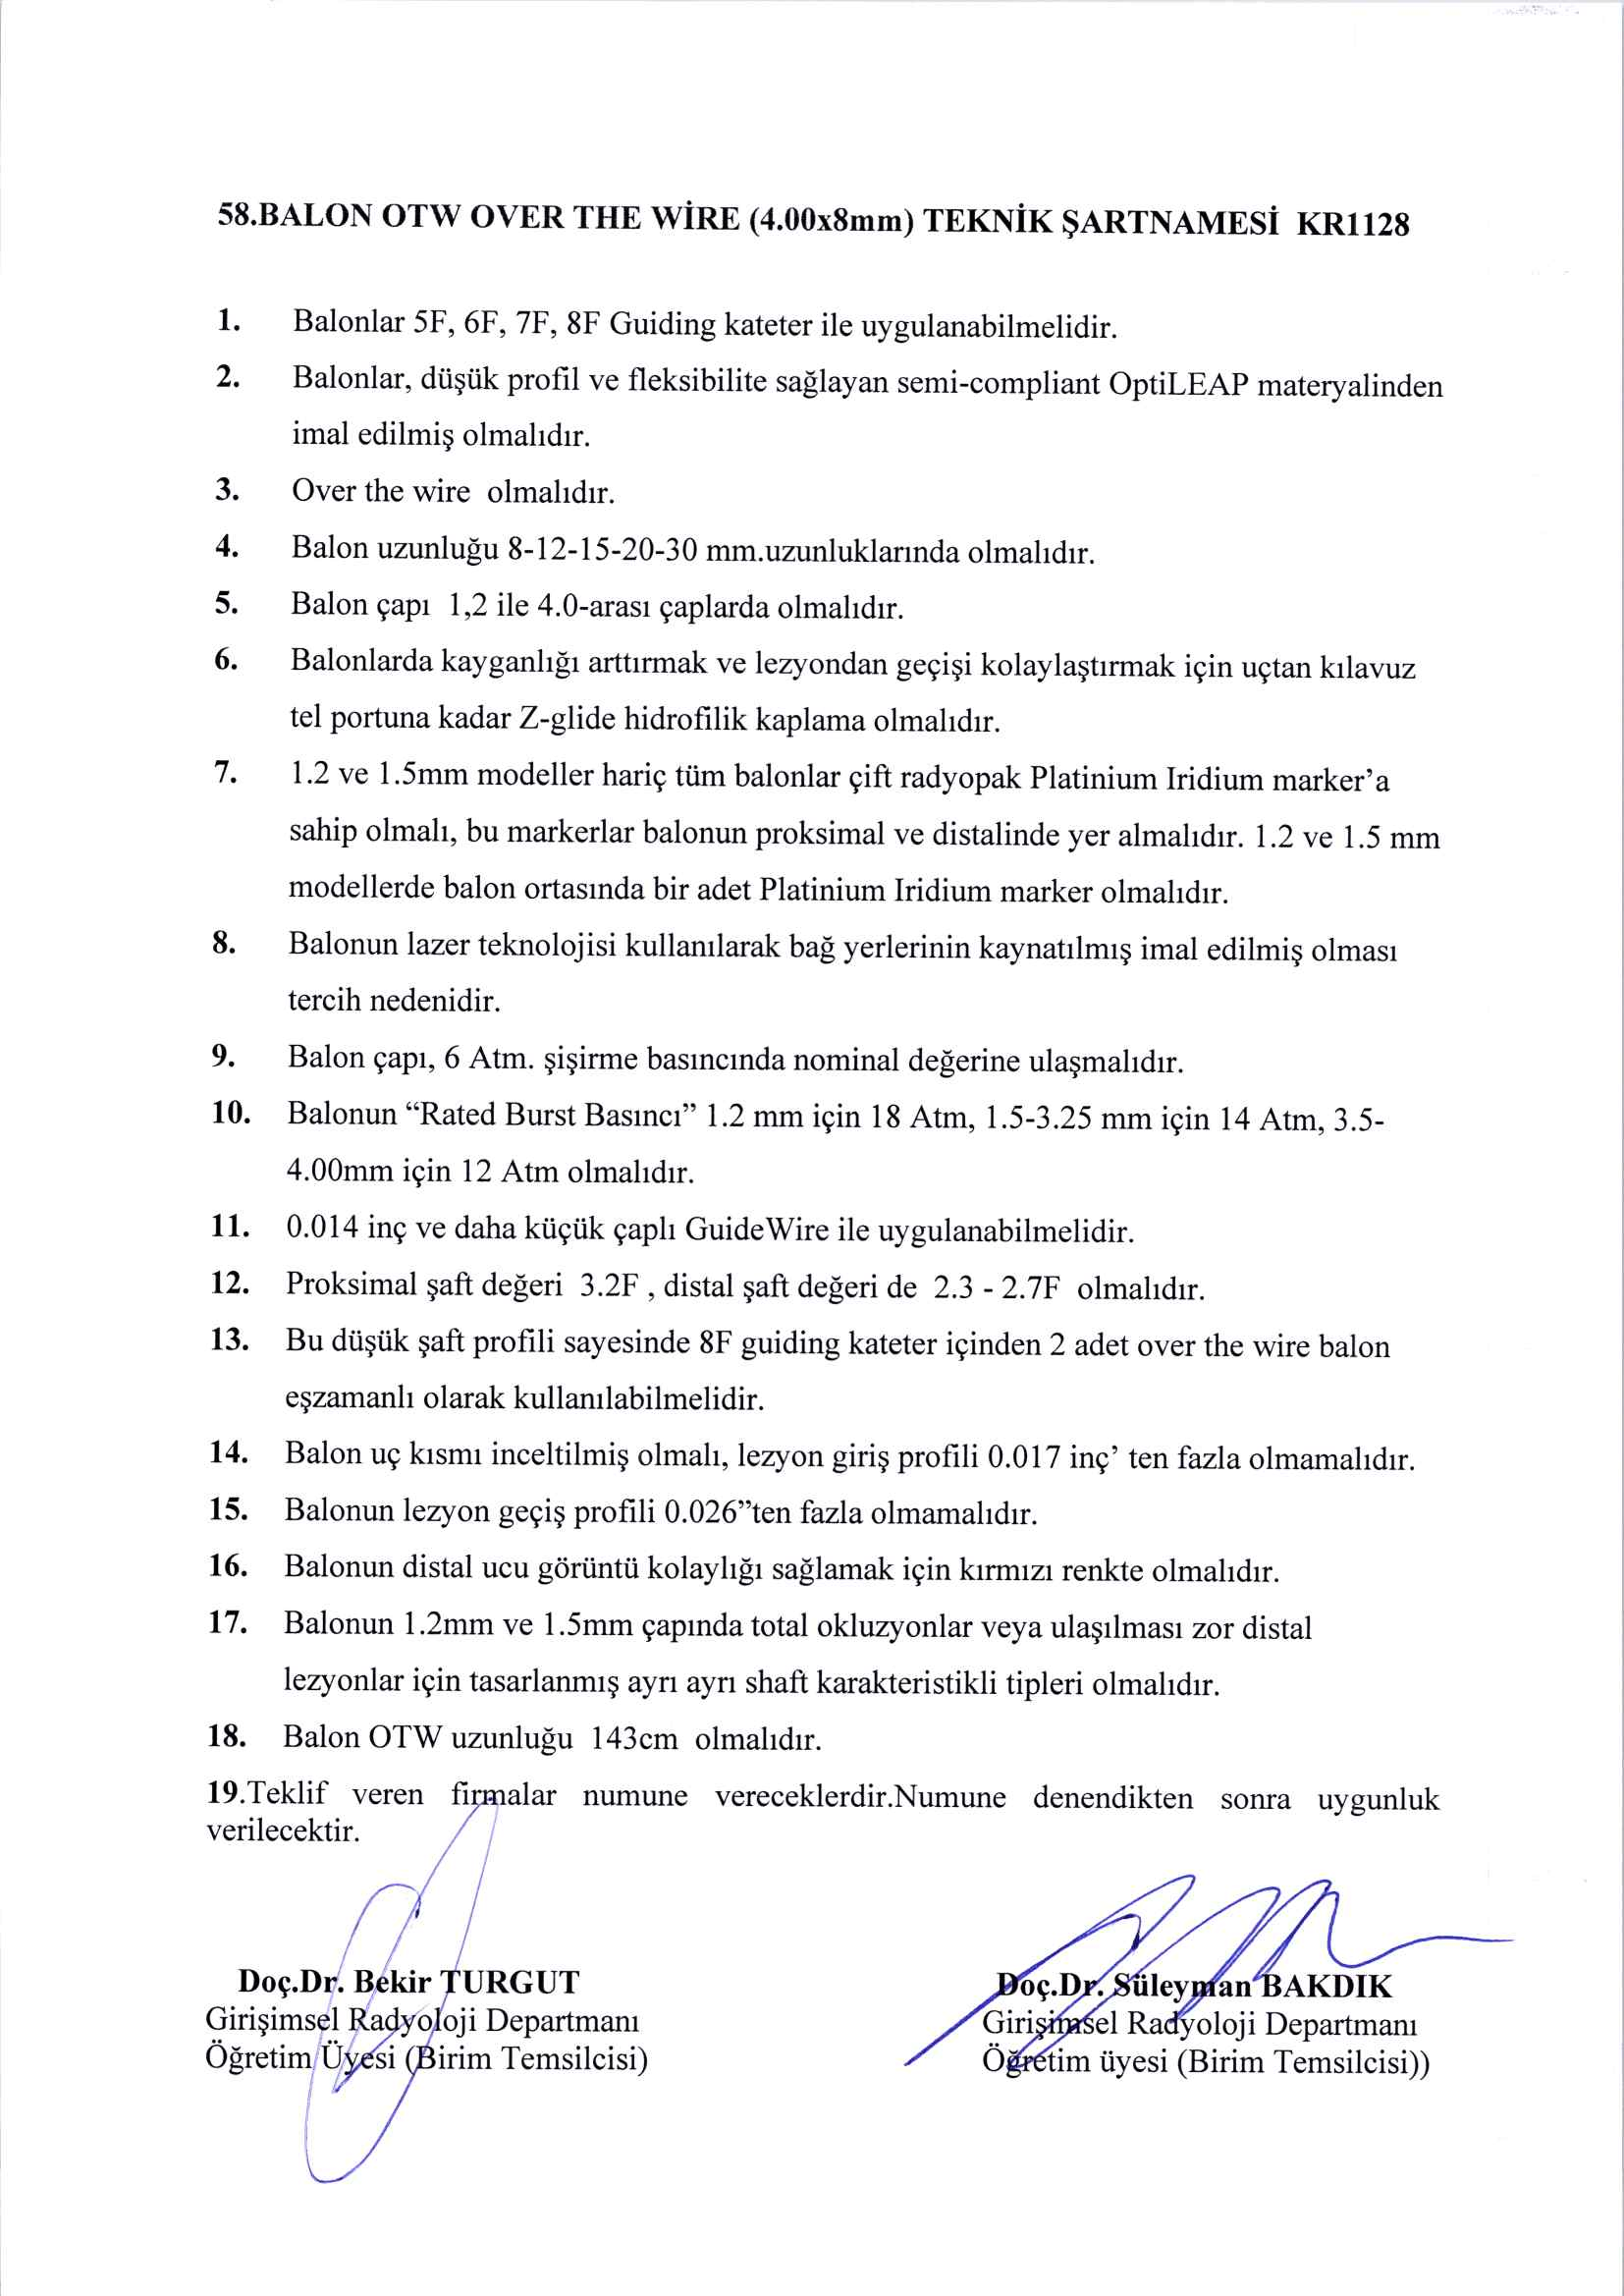 58.BALON OTW OVER THE WİRE (4.00x8mm) TEKNİK ŞARTNAMESİ KR1128
1. Balonlar 5F, 6F, 7F, 8F Guiding kateter ile uygulanabilmelidir.
2. Balonlar, düşük profil ve fleksibilite sağlayan semi-compliant OptiLEAP materyalinden
imal edilmiş olmalıdır.
3. Over the wire olmalıdır.
4. Balon uzunluğu 8-12-15-20-30 mm.uzunluklarında olmalıdır.
5. Balon çapı 1,2 ile 4.0-arası çaplarda olmalıdır.
6. Balonlarda kayganlığı arttırmak ve lezyondan geçişi kolaylaştırmak için uçtan kılavuz
tel portuna kadar Z-glide hidrofilik kaplama olmalıdır.
7. 1.2 ve 1.5mm modeller hariç tüm balonlar çift radyopak Platinium Iridium marker’a
sahip olmalı, bu markerlar balonun proksimal ve distalinde yer almalıdır. 1.2 ve 1.5 mm
modellerde balon ortasında bir adet Platinium Iridium marker olmalıdır.
8. Balonun lazer teknolojisi kullanılarak bağ yerlerinin kaynatılmış imal edilmiş olması
tercih nedenidir.
9. Balon çapı, 6 Atm. şişirme basıncında nominal değerine ulaşmalıdır.
10. Balonun “Rated Burst Basıncı” 1.2 mm için 18 Atm, 1.5-3.25 mm için 14 Atm, 3.5-
4.00mm için 12 Atm olmalıdır.
11. 0.014 inç ve daha küçük çaplı GuideWire ile uygulanabilmelidir.
12. Proksimal şaft değeri 3.2F , distal şaft değeri de 2.3 - 2.7F olmalıdır.
13. Bu düşük şaft profili sayesinde 8F guiding kateter içinden 2 adet over the wire balon
eşzamanlı olarak kullanılabilmelidir.
14. Balon uç kısmı inceltilmiş olmalı, lezyon giriş profili 0.017 inç’ ten fazla olmamalıdır.
15. Balonun lezyon geçiş profili 0.026”ten fazla olmamalıdır.
16. Balonun distal ucu görüntü kolaylığı sağlamak için kırmızı renkte olmalıdır.
17. Balonun 1.2mm ve 1.5mm çapında total okluzyonlar veya ulaşılması zor distal
lezyonlar için tasarlanmış ayrı ayrı shaft karakteristikli tipleri olmalıdır.
18. Balon OTW uzunluğu 143cm olmalıdır.
19.Teklif veren firmalar numune vereceklerdir.Numune denendikten sonra uygunluk
verilecektir.
Doç.Dr. Bekir TURGUT
Girişimsel Radyoloji Departmanı
Öğretim Üyesi (Birim Temsilcisi)
Doç.Dr. Süleyman BAKDIK
Girişimsel Radyoloji Departmanı
Öğretim üyesi (Birim Temsilcisi))